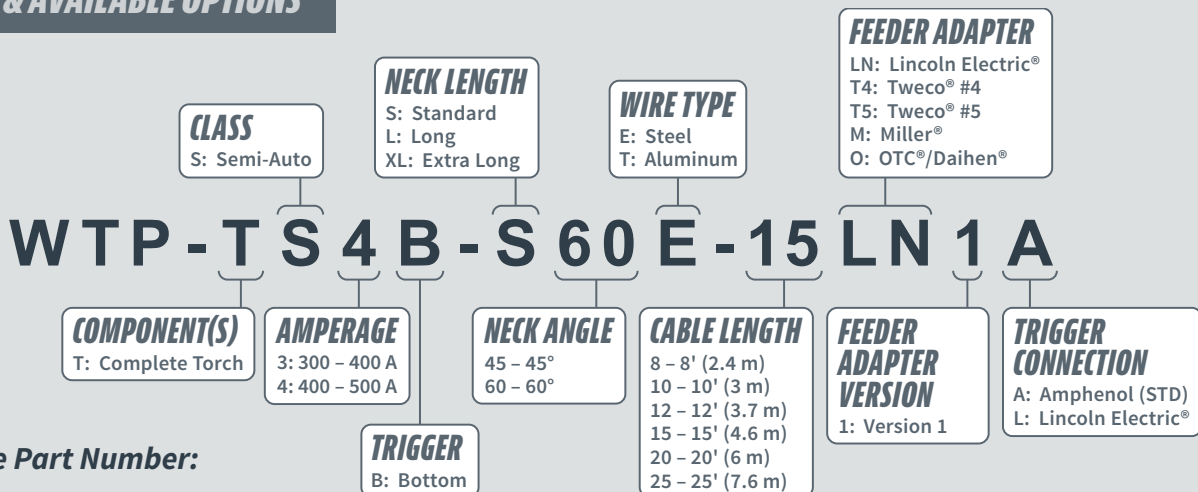 & AVAILABLE OPTIONS
FEEDER ADAPTER
LN: Lincoln Electric®
T4: Tweco® #4
T5: Tweco® #5
M: Miller®
O: OTC®/Daihen®
NECK LENGTH
S: Standard
L: Long
XL: Extra Long
WIRE TYPE
E: Steel
T: Aluminum
CLASS
S: Semi-Auto
WTP-TS4B-S60E-15LN1A
COMPONENT(S)
T: Complete Torch
AMPERAGE
3: 300 – 400 A
4: 400 – 500 A
NECK ANGLE
45 – 45°
60 – 60°
CABLE LENGTH
8 – 8' (2.4 m)
10 – 10' (3 m)
12 – 12' (3.7 m)
15 – 15' (4.6 m)
20 – 20' (6 m)
25 – 25' (7.6 m)
FEEDER
ADAPTER
VERSION
1: Version 1
TRIGGER
CONNECTION
A: Amphenol (STD)
L: Lincoln Electric®
TRIGGER
B: Bottom
Part Number: